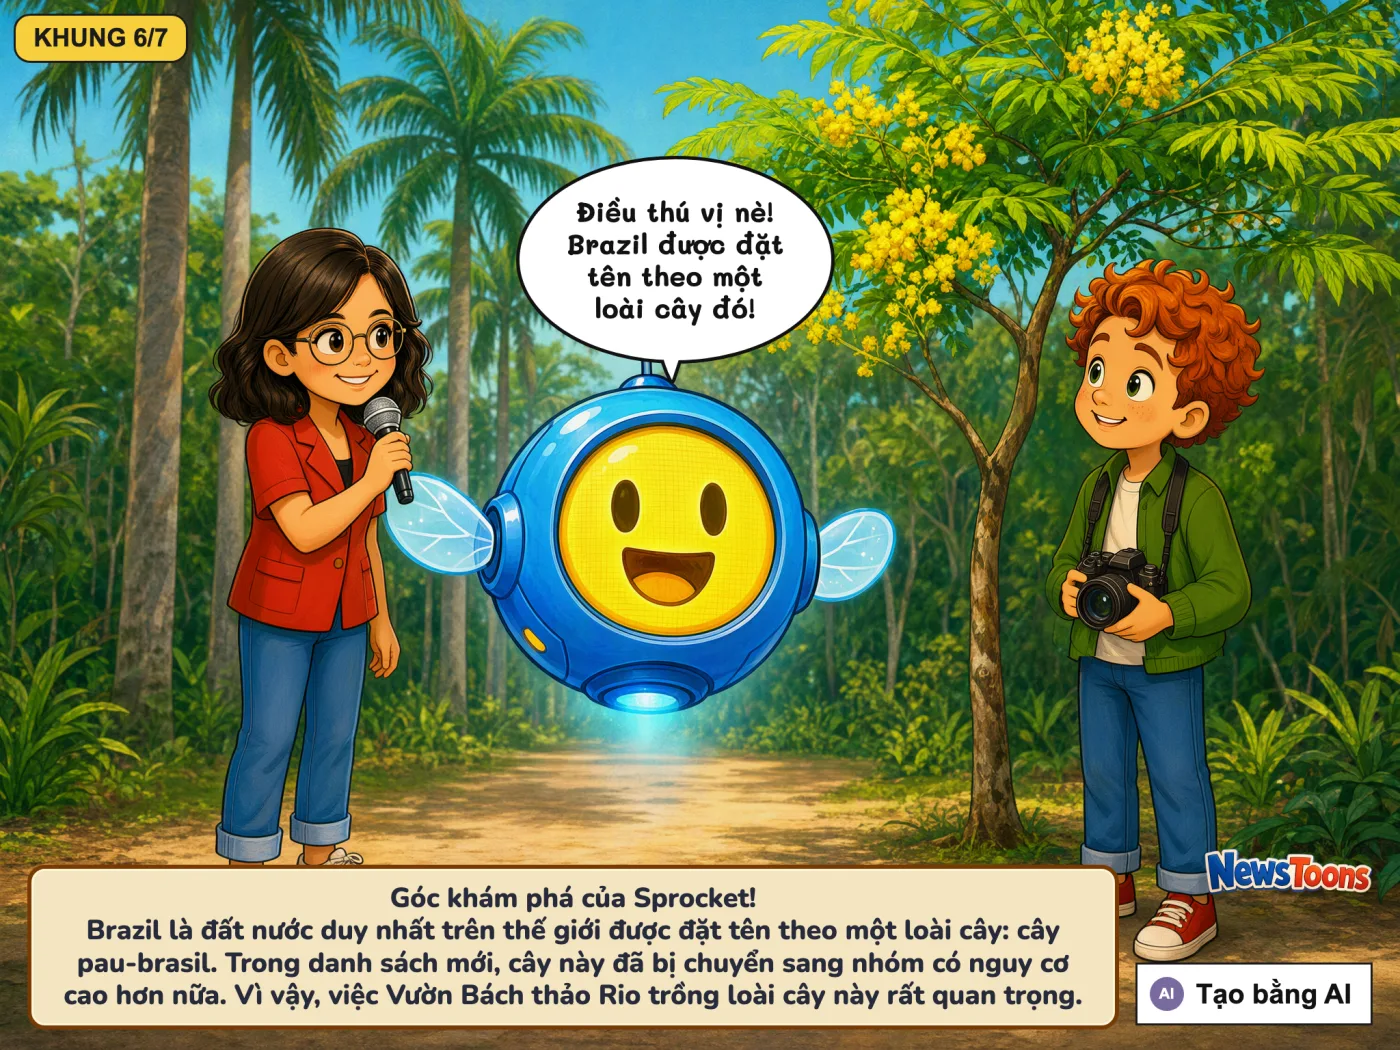 KHUNG 6/7
Điều thú vị nè!
Brazil được đặt
tên theo một
loài cây đó!
Góc khám phá của Sprocket!
Brazil là đất nước duy nhất trên thế giới được đặt tên theo một loài cây: cây
pau-brasil. Trong danh sách mới, cây này đã bị chuyển sang nhóm có nguy cơ
cao hơn nữa. Vì vậy, việc Vườn Bách thảo Rio trồng loài cây này rất quan trọng.
NewsToons
AI Tạo bằng AI